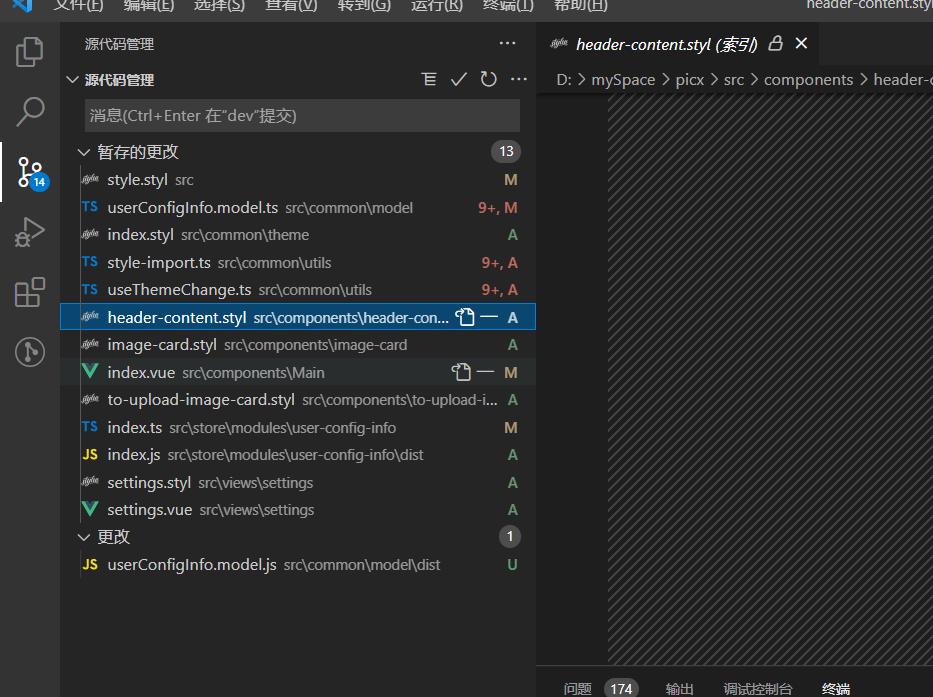 文件(F) 编辑(E) 选择(S) 查看(V) 转到(G) 运行(R) 终端(T) 帮助(H) header-content.styl
源代码管理 ···
header-content.styl (索引)
源代码管理 ···
D: > mySpace > picx > src > components > header-c
消息(Ctrl+Enter 在“dev”提交)
暂存的更改 13
style.styl src M
14
TS userConfigInfo.model.ts src\common\model 9+, M
index.styl src\common\theme A
TS style-import.ts src\common\utils 9+, A
TS useThemeChange.ts src\common\utils 9+, A
header-content.styl src\components\header-con... A
image-card.styl src\components\image-card A
index.vue src\components\Main M
to-upload-image-card.styl src\components\to-upload-i... A
TS index.ts src\store\modules\user-config-info M
JS index.js src\store\modules\user-config-info\dist A
settings.styl src\views\settings A
settings.vue src\views\settings A
更改 1
JS userConfigInfo.model.js src\common\model\dist U
问题 174 输出 调试控制台 终端